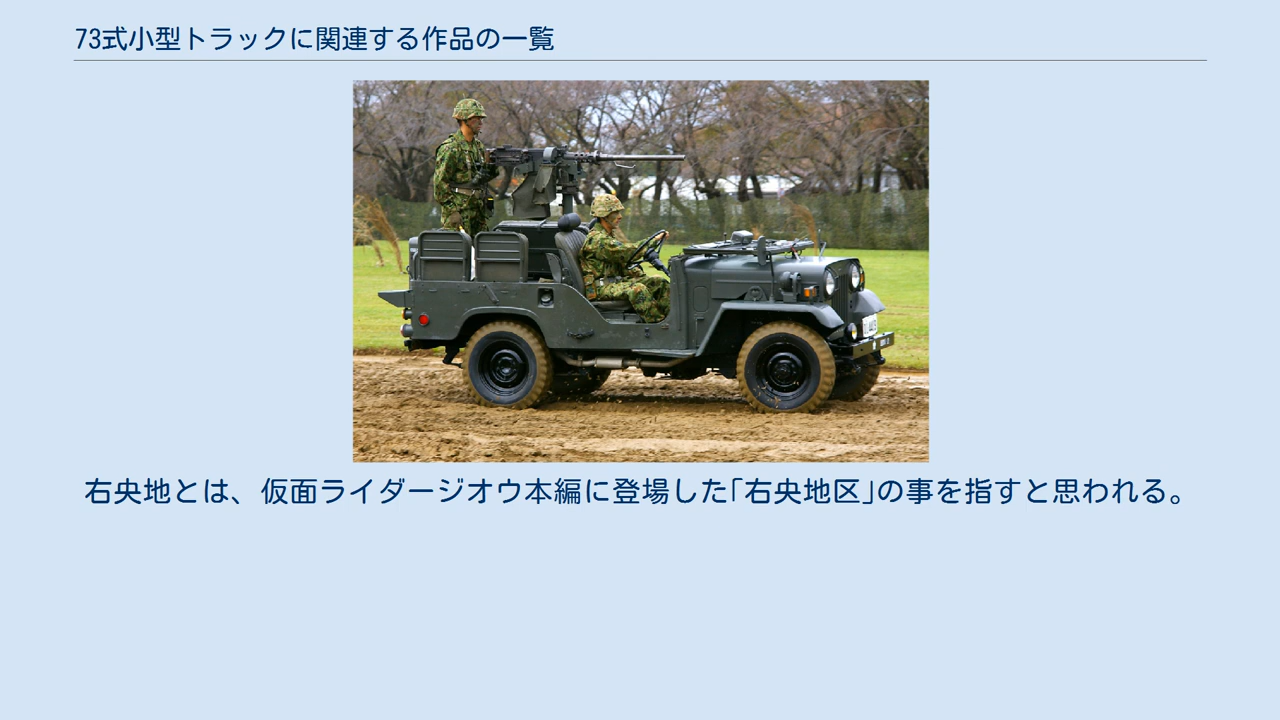 73式小型トラックに関連する作品の一覧
右央地とは、仮面ライダージオウ本編に登場した｢右央地区｣の事を指すと思われる。